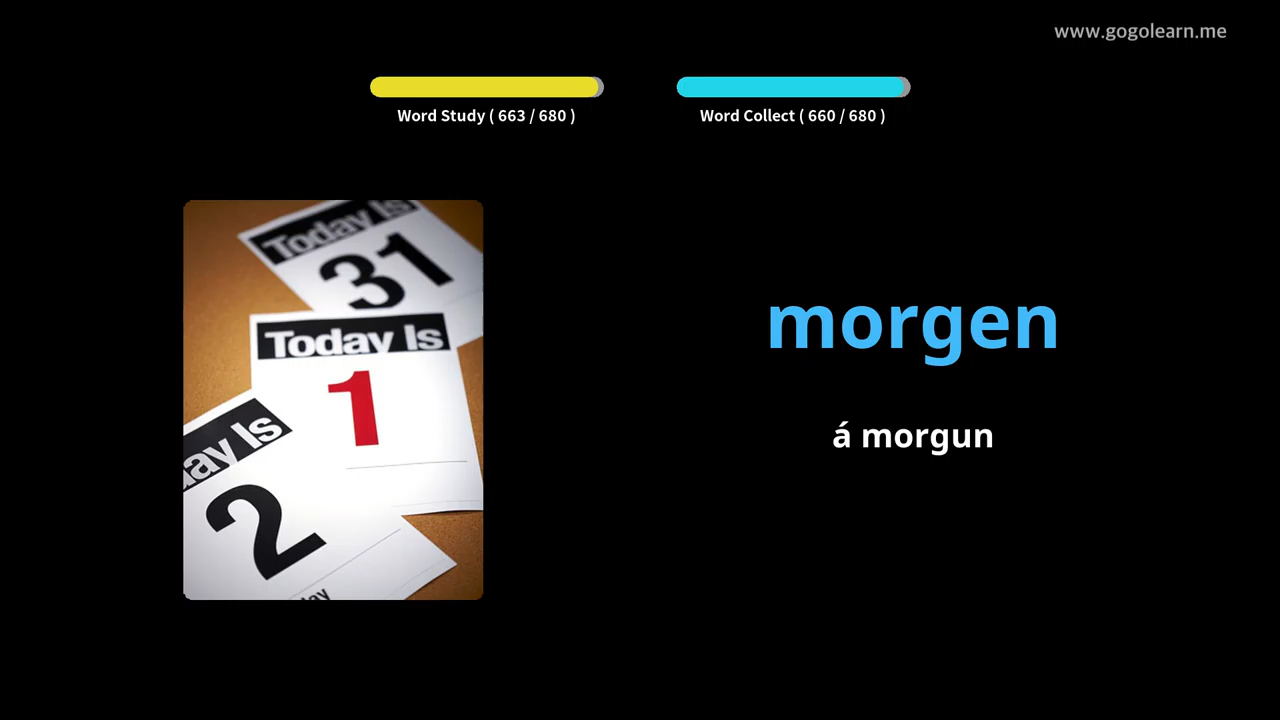 www.gogolearn.me
Word Study ( 663 / 680 )
Word Collect ( 660 / 680 )
Today Is
31
Today Is
1
ay Is
2
morgen
á morgun